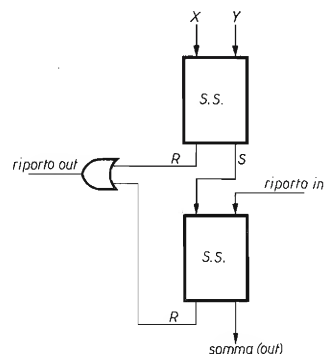 X Y
S.S.
R S
riporto out
riporto in
S.S.
R
somma (out)